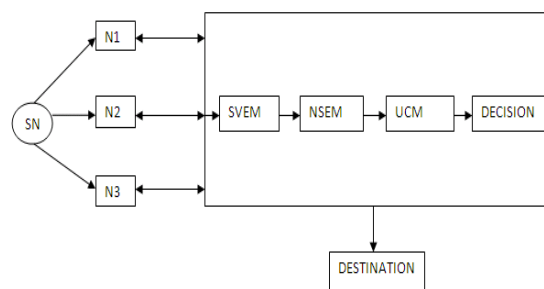 N1
SN
N2
SVEM
NSEM
UCM
DECISION
N3
DESTINATION